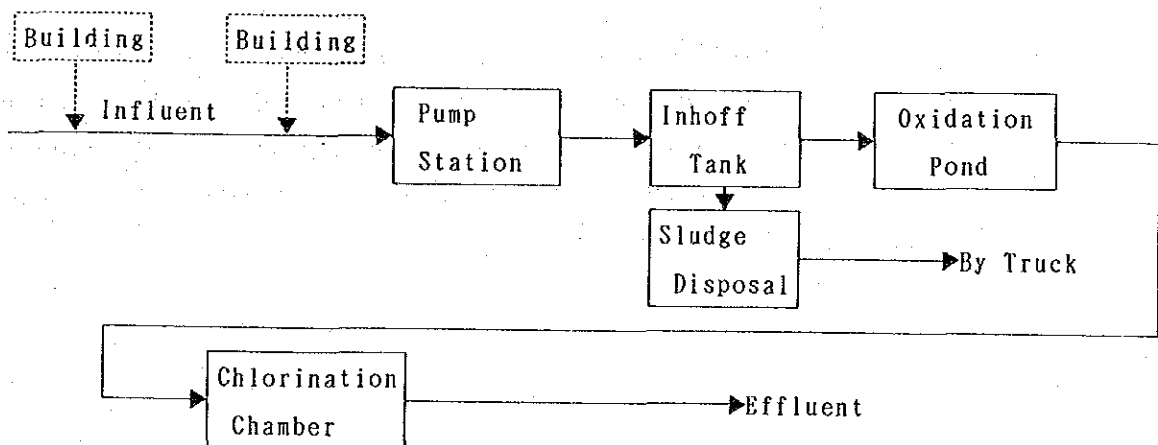 Building
Building
Influent
Pump
Station
Inhoff
Tank
Oxidation
Pond
Sludge
Disposal
By Truck
Chlorination
Chamber
Effluent